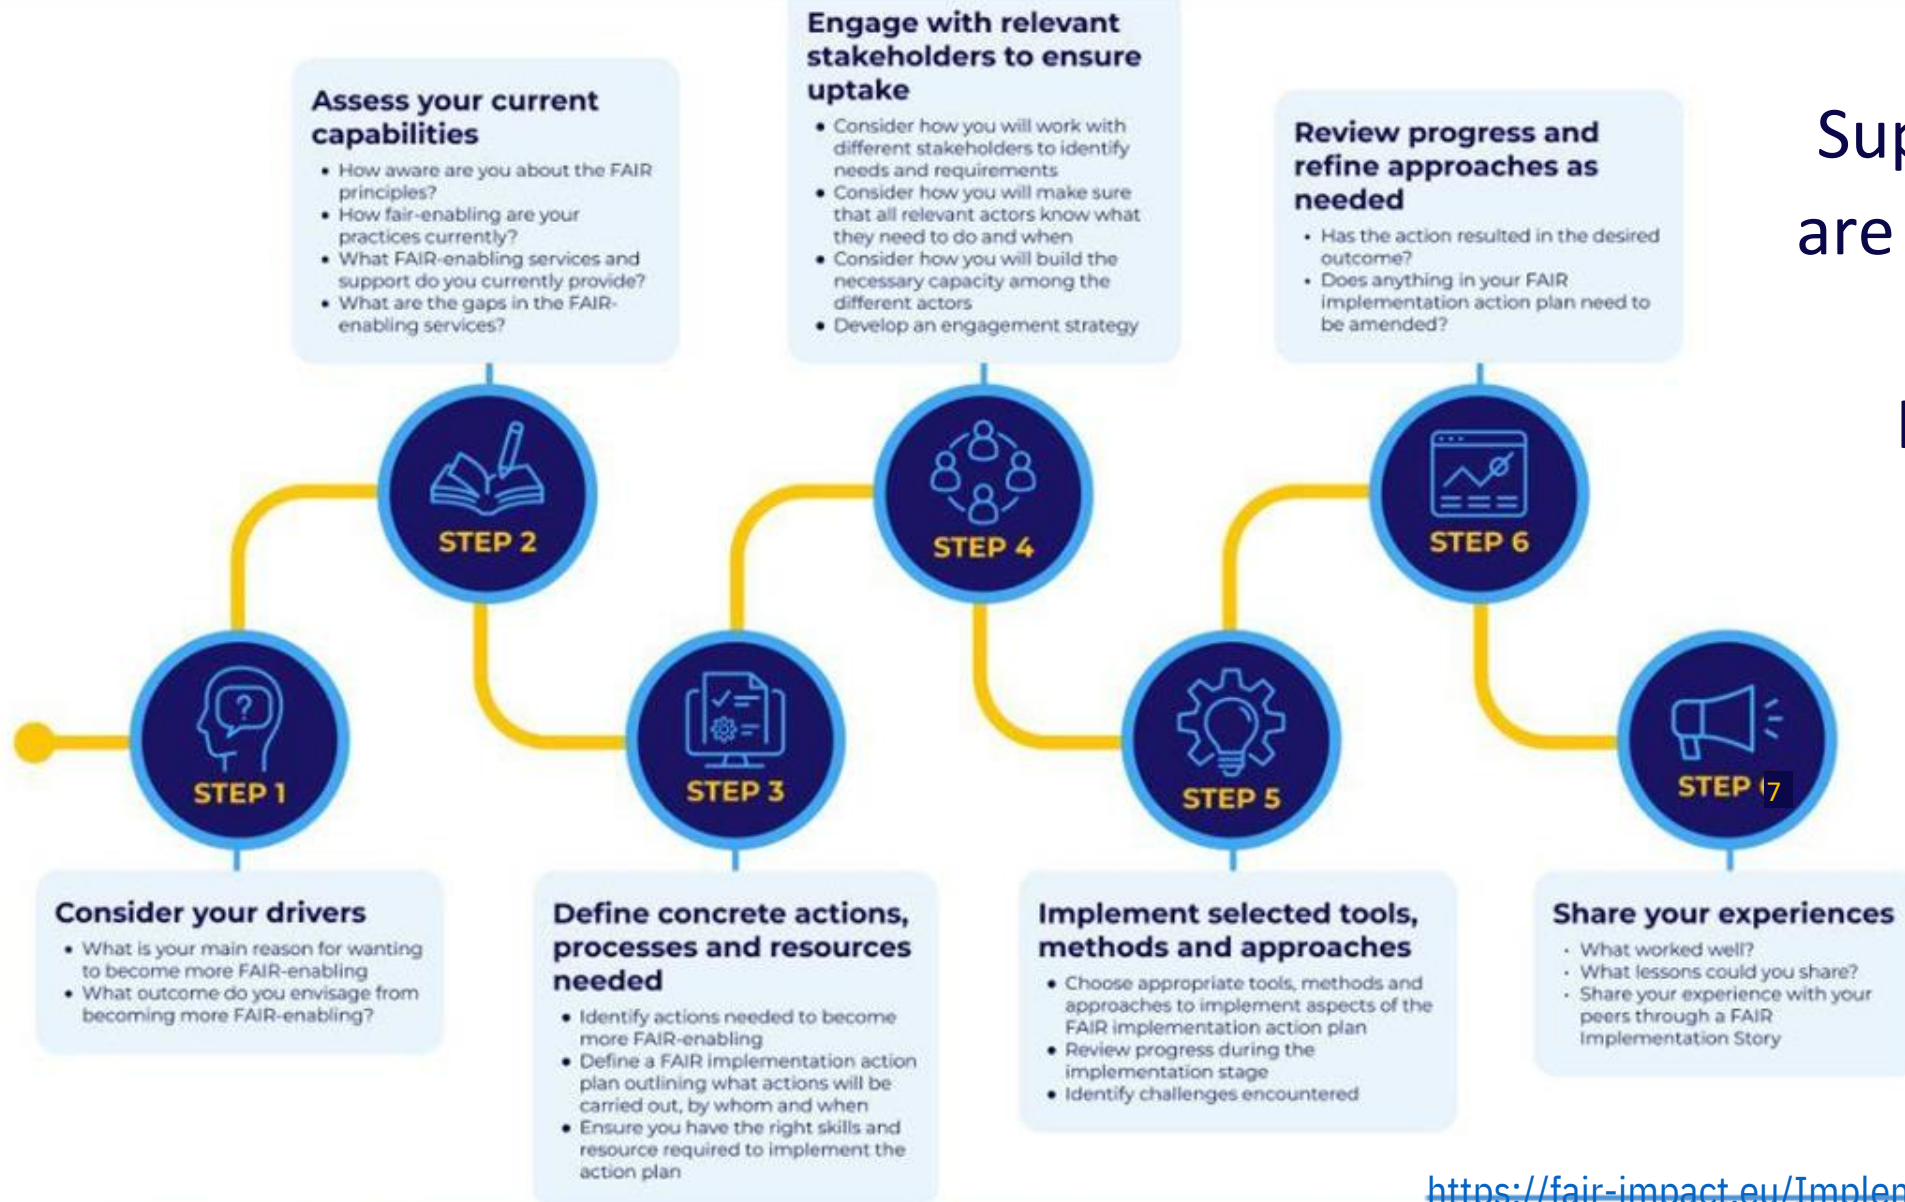 Engage with relevant
stakeholders to ensure
uptake
• Consider how you will work with
different stakeholders to identify
needs and requirements
• Consider how you will make sure
that all relevant actors know what
they need to do and when
• Consider how you will build the
necessary capacity among the
different actors
• Develop an engagement strategy
Assess your current
capabilities
• How aware are you about the FAIR
principles?
• How fair-enabling are your
practices currently?
• What FAIR-enabling services and
support do you currently provide?
• What are the gaps in the FAIR-
enabling services?
Review progress and
refine approaches as
needed
• Has the action resulted in the desired
outcome?
• Does anything in your FAIR
implementation action plan need to
be amended?
are
STEP 2
STEP 4
STEP 6
STEP 1
STEP 3
STEP 5
STEP 7
Consider your drivers
• What is your main reason for wanting
to become more FAIR-enabling
• What outcome do you envisage from
becoming more FAIR-enabling?
Define concrete actions,
processes and resources
needed
• Identify actions needed to become
more FAIR-enabling
• Define a FAIR implementation action
plan outlining what actions will be
carried out, by whom and when
• Ensure you have the right skills and
resource required to implement the
action plan
Implement selected tools,
methods and approaches
• Choose appropriate tools, methods and
approaches to implement aspects of the
FAIR implementation action plan
• Review progress during the
implementation stage
• Identify challenges encountered
Share your experiences
• What worked well?
• What lessons could you share?
• Share your experience with your
peers through a FAIR
Implementation Story
https://fair-impact.eu/Implem